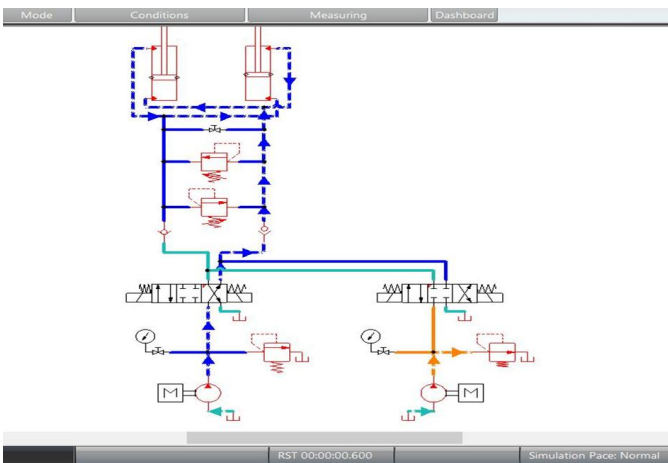 Mode Conditions Measuring Dashboard
M M
RST 00:00:00.600 Simulation Pace: Normal